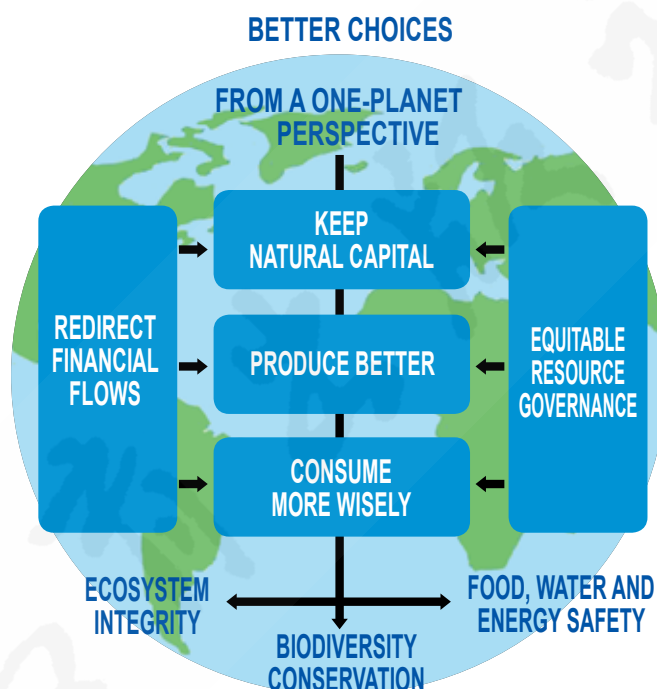 BETTER CHOICES
FROM A ONE-PLANET
PERSPECTIVE
KEEP
NATURAL CAPITAL
REDIRECT
FINANCIAL
FLOWS
PRODUCE BETTER
EQUITABLE
RESOURCE
GOVERNANCE
CONSUME
MORE WISELY
ECOSYSTEM
INTEGRITY
FOOD, WATER AND
ENERGY SAFETY
BIODIVERSITY
CONSERVATION